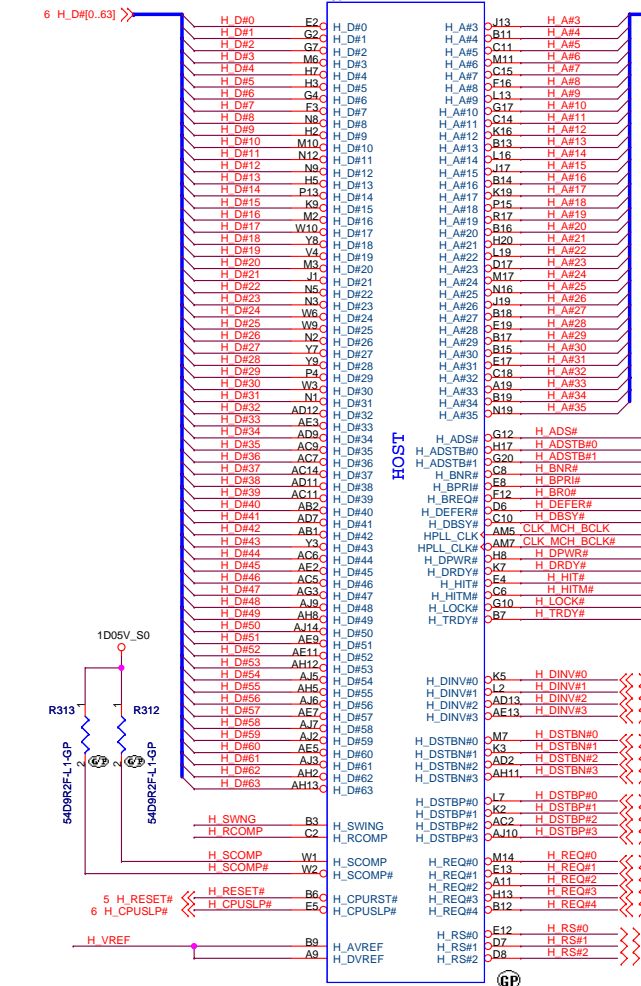 6 H_D#[0..63]
H_D#0 E2 H_D#0
H_D#1 G2 H_D#1
H_D#2 G7 H_D#2
H_D#3 M6 H_D#3
H_D#4 H7 H_D#4
H_D#5 H3 H_D#5
H_D#6 G4 H_D#6
H_D#7 F3 H_D#7
H_D#8 N8 H_D#8
H_D#9 H2 H_D#9
H_D#10 M10 H_D#10
H_D#11 N12 H_D#11
H_D#12 N9 H_D#12
H_D#13 H5 H_D#13
H_D#14 P13 H_D#14
H_D#15 K9 H_D#15
H_D#16 M2 H_D#16
H_D#17 W10 H_D#17
H_D#18 Y8 H_D#18
H_D#19 V4 H_D#19
H_D#20 M3 H_D#20
H_D#21 J1 H_D#21
H_D#22 N5 H_D#22
H_D#23 N3 H_D#23
H_D#24 W6 H_D#24
H_D#25 W9 H_D#25
H_D#26 N2 H_D#26
H_D#27 Y7 H_D#27
H_D#28 Y9 H_D#28
H_D#29 P4 H_D#29
H_D#30 W3 H_D#30
H_D#31 N1 H_D#31
H_D#32 AD12 H_D#32
H_D#33 AE3 H_D#33
H_D#34 AD9 H_D#34
H_D#35 AC9 H_D#35
H_D#36 AC7 H_D#36
H_D#37 AC14 H_D#37
H_D#38 AD11 H_D#38
H_D#39 AC11 H_D#39
H_D#40 AB2 H_D#40
H_D#41 AD7 H_D#41
H_D#42 AB1 H_D#42
H_D#43 Y3 H_D#43
H_D#44 AC6 H_D#44
H_D#45 AE2 H_D#45
H_D#46 AC5 H_D#46
H_D#47 AG3 H_D#47
H_D#48 AJ9 H_D#48
H_D#49 AH8 H_D#49
H_D#50 AJ14 H_D#50
H_D#51 AE9 H_D#51
H_D#52 AE11 H_D#52
H_D#53 AH12 H_D#53
H_D#54 AJ5 H_D#54
H_D#55 AH5 H_D#55
H_D#56 AJ6 H_D#56
H_D#57 AE7 H_D#57
H_D#58 AJ7 H_D#58
H_D#59 AJ2 H_D#59
H_D#60 AE5 H_D#60
H_D#61 AJ3 H_D#61
H_D#62 AH2 H_D#62
H_D#63 AH13 H_D#63
1D05V_S0
R313 1 2 54D9R2F-L1-GP
R312 1 2 54D9R2F-L1-GP
H_SWNG B3 H_SWING
H_RCOMP C2 H_RCOMP
H_SCOMP W1 H_SCOMP
H_SCOMP# W2 H_SCOMP#
5 H_RESET# H_RESET# B6 H_CPURST#
6 H_CPUSLP# H_CPUSLP# E5 H_CPUSLP#
H_VREF B9 H_AVREF
A9 H_DVREF
HOST
H_A#3 J13 H_A#3
H_A#4 B11 H_A#4
H_A#5 C11 H_A#5
H_A#6 M11 H_A#6
H_A#7 C15 H_A#7
H_A#8 F16 H_A#8
H_A#9 L13 H_A#9
H_A#10 G17 H_A#10
H_A#11 C14 H_A#11
H_A#12 K16 H_A#12
H_A#13 B13 H_A#13
H_A#14 L16 H_A#14
H_A#15 J17 H_A#15
H_A#16 B14 H_A#16
H_A#17 K19 H_A#17
H_A#18 P15 H_A#18
H_A#19 R17 H_A#19
H_A#20 B16 H_A#20
H_A#21 H20 H_A#21
H_A#22 L19 H_A#22
H_A#23 D17 H_A#23
H_A#24 M17 H_A#24
H_A#25 N16 H_A#25
H_A#26 J19 H_A#26
H_A#27 B18 H_A#27
H_A#28 E19 H_A#28
H_A#29 B17 H_A#29
H_A#30 B15 H_A#30
H_A#31 E17 H_A#31
H_A#32 C18 H_A#32
H_A#33 A19 H_A#33
H_A#34 B19 H_A#34
H_A#35 N19 H_A#35
H_ADS# G12 H_ADS#
H_ADSTB#0 H17 H_ADSTB#0
H_ADSTB#1 G20 H_ADSTB#1
H_BNR# C8 H_BNR#
H_BPRI# E8 H_BPRI#
H_BREQ# F12 H_BR0#
H_DEFER# D6 H_DEFER#
H_DBSY# C10 H_DBSY#
HPLL_CLK AM5 CLK_MCH_BCLK
HPLL_CLK# AM7 CLK_MCH_BCLK#
H_DPWR# H8 H_DPWR#
H_DRDY# K7 H_DRDY#
H_HIT# E4 H_HIT#
H_HITM# C6 H_HITM#
H_LOCK# G10 H_LOCK#
H_TRDY# B7 H_TRDY#
H_DINV#0 K5 H_DINV#0
H_DINV#1 L2 H_DINV#1
H_DINV#2 AD13 H_DINV#2
H_DINV#3 AE13 H_DINV#3
H_DSTBN#0 M7 H_DSTBN#0
H_DSTBN#1 K3 H_DSTBN#1
H_DSTBN#2 AD2 H_DSTBN#2
H_DSTBN#3 AH11 H_DSTBN#3
H_DSTBP#0 L7 H_DSTBP#0
H_DSTBP#1 K2 H_DSTBP#1
H_DSTBP#2 AC2 H_DSTBP#2
H_DSTBP#3 AJ10 H_DSTBP#3
H_REQ#0 M14 H_REQ#0
H_REQ#1 E13 H_REQ#1
H_REQ#2 A11 H_REQ#2
H_REQ#3 H13 H_REQ#3
H_REQ#4 B12 H_REQ#4
H_RS#0 E12 H_RS#0
H_RS#1 D7 H_RS#1
H_RS#2 D8 H_RS#2
GP